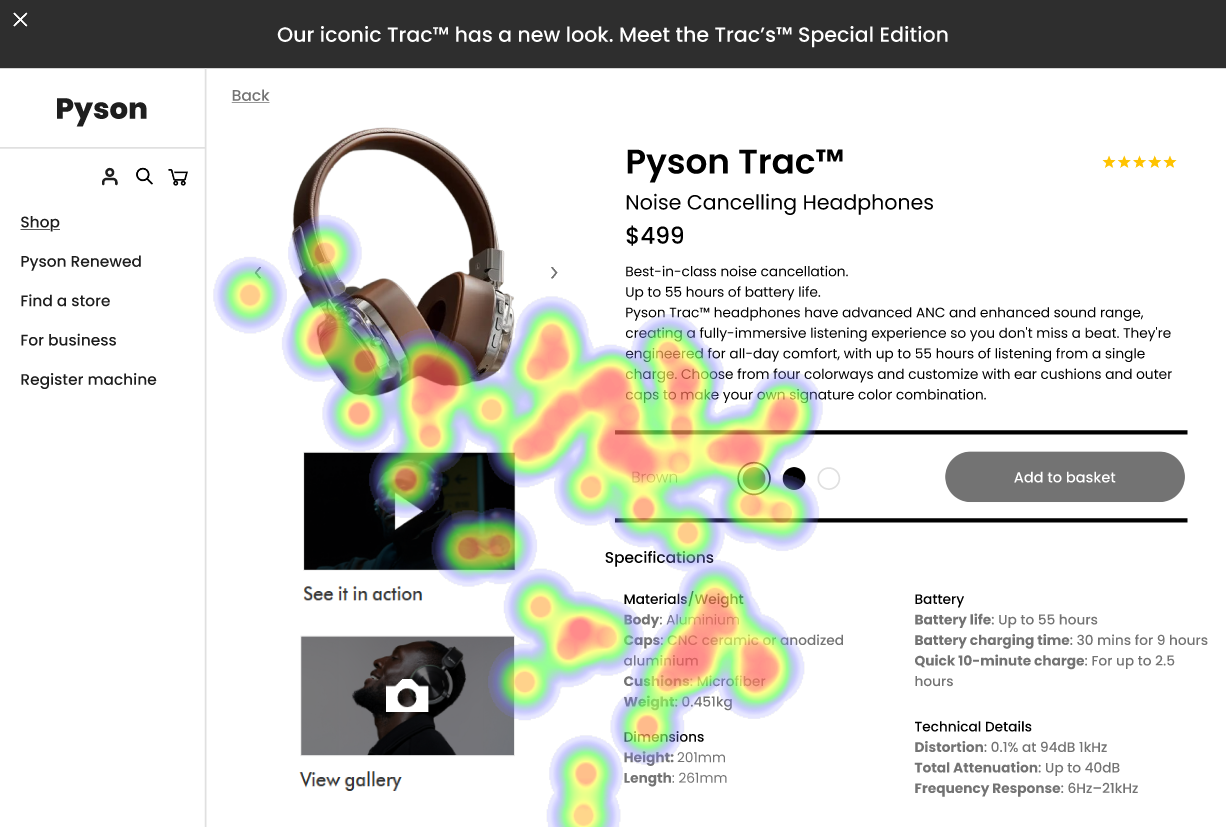 Our iconic Trac™ has a new look. Meet the Trac's™ Special Edition
Pyson
Shop
Pyson Renewed
Find a store
For business
Register machine
Back
Pyson Trac™
Noise Cancelling Headphones
$499
Best-in-class noise cancellation.
Up to 55 hours of battery life.
Pyson Trac™ headphones have advanced ANC and enhanced sound range,
creating a fully-immersive listening experience so you don't miss a beat. They're
engineered for all-day comfort, with up to 55 hours of listening from a single
charge. Choose from four colorways and customize with ear cushions and outer
caps to make your own signature color combination.
Brown
Add to basket
See it in action
View gallery
Specifications
Materials/Weight
Body: Aluminium
Caps: CNC ceramic or anodized
aluminium
Cushions: Microfiber
Weight: 0.451kg
Dimensions
Height: 201mm
Length: 261mm
Battery
Battery life: Up to 55 hours
Battery charging time: 30 mins for 9 hours
Quick 10-minute charge: For up to 2.5
hours
Technical Details
Distortion: 0.1% at 94dB 1kHz
Total Attenuation: Up to 40dB
Frequency Response: 6Hz–21kHz